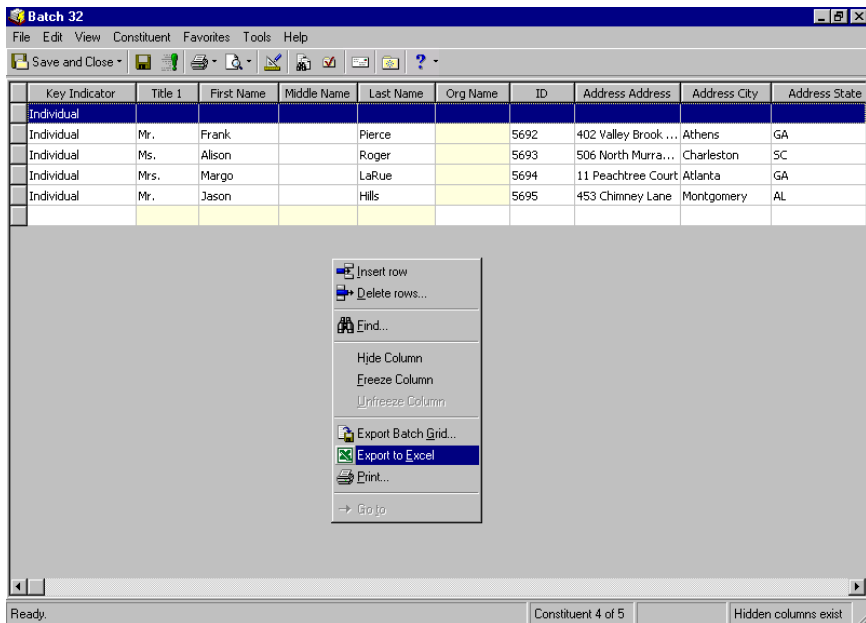 Batch 32
File Edit View Constituent Favorites Tools Help
Save and Close ?
Key Indicator Title 1 First Name Middle Name Last Name Org Name ID Address Address Address City Address State
Individual
Individual Mr. Frank Pierce 5692 402 Valley Brook ... Athens GA
Individual Ms. Alison Roger 5693 506 North Murra... Charleston SC
Individual Mrs. Margo LaRue 5694 11 Peachtree Court Atlanta GA
Individual Mr. Jason Hills 5695 453 Chimney Lane Montgomery AL
Insert row
Delete rows...
Find...
Hide Column
Freeze Column
Unfreeze Column
Export Batch Grid...
Export to Excel
Print...
Go to
Ready. Constituent 4 of 5 Hidden columns exist